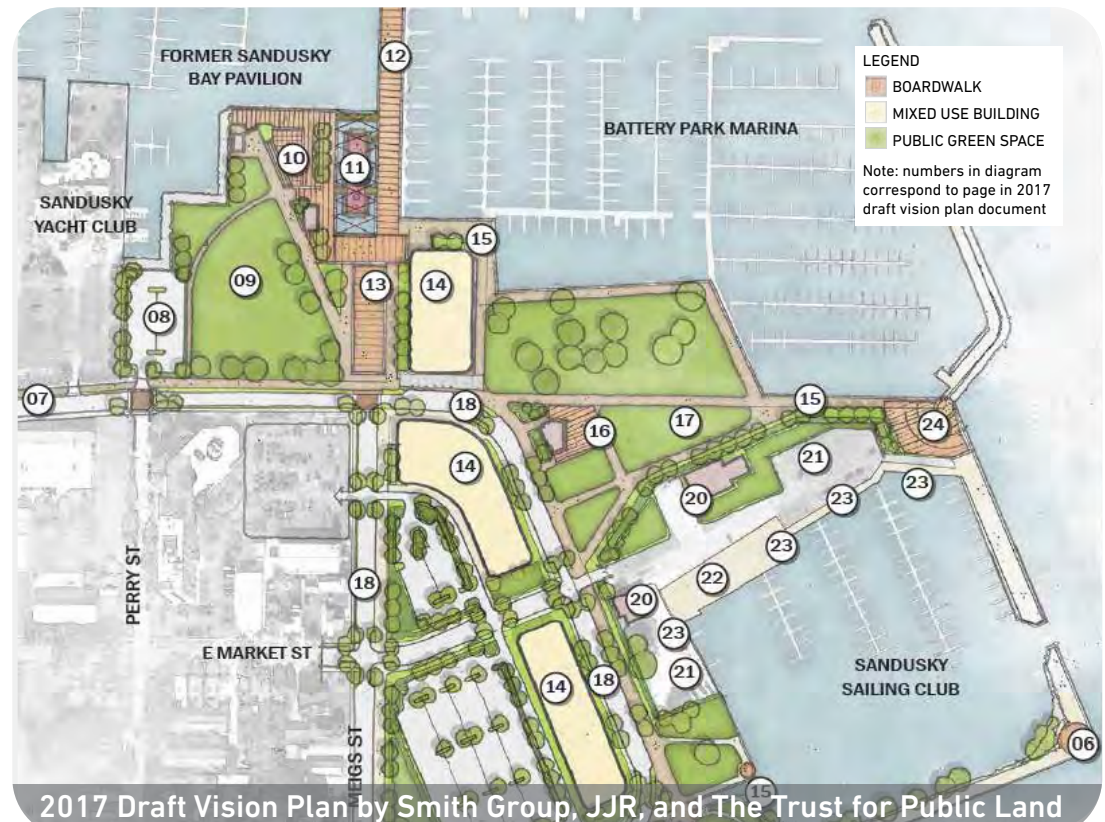 FORMER SANDUSKY
BAY PAVILION
12
LEGEND
BOARDWALK
MIXED USE BUILDING
PUBLIC GREEN SPACE
Note: numbers in diagram
correspond to page in 2017
draft vision plan document
BATTERY PARK MARINA
10
11
SANDUSKY
YACHT CLUB
15
09
13
14
08
07
18
15
17
16
24
14
21
23
20
23
23
22
18
20
PERRY ST
23
E MARKET ST
21
14
18
SANDUSKY
SAILING CLUB
MEIGS ST
06
15
2017 Draft Vision Plan by Smith Group, JJR, and The Trust for Public Land